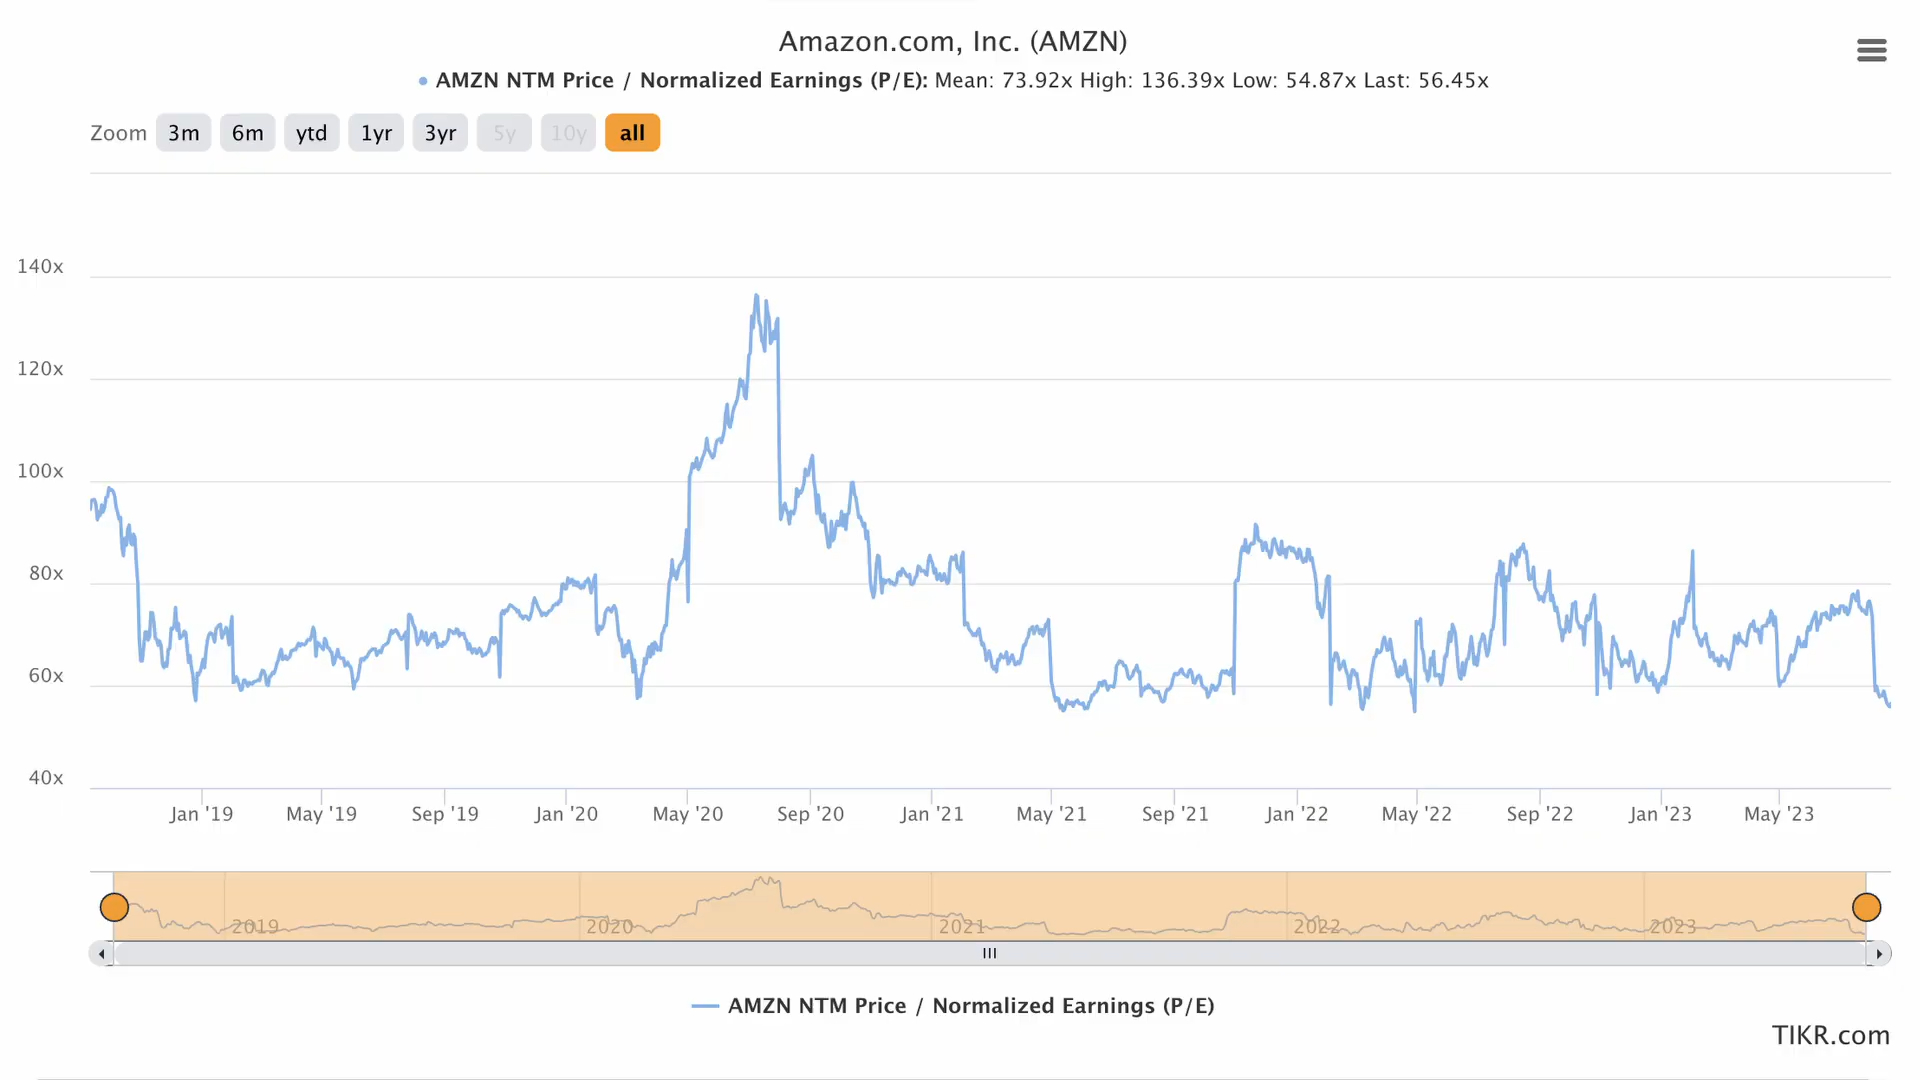 Amazon.com, Inc. (AMZN)
AMZN NTM Price / Normalized Earnings (P/E): Mean: 73.92x High: 136.39x Low: 54.87x Last: 56.45x
Zoom 3m 6m ytd 1yr 3yr 5y 10y all
140x
120x
100x
80x
60x
40x
Jan '19 May '19 Sep '19 Jan '20 May '20 Sep '20 Jan '21 May '21 Sep '21 Jan '22 May '22 Sep '22 Jan '23 May '23
2019 2020 2021 2022 2023
AMZN NTM Price / Normalized Earnings (P/E)
TIKR.com